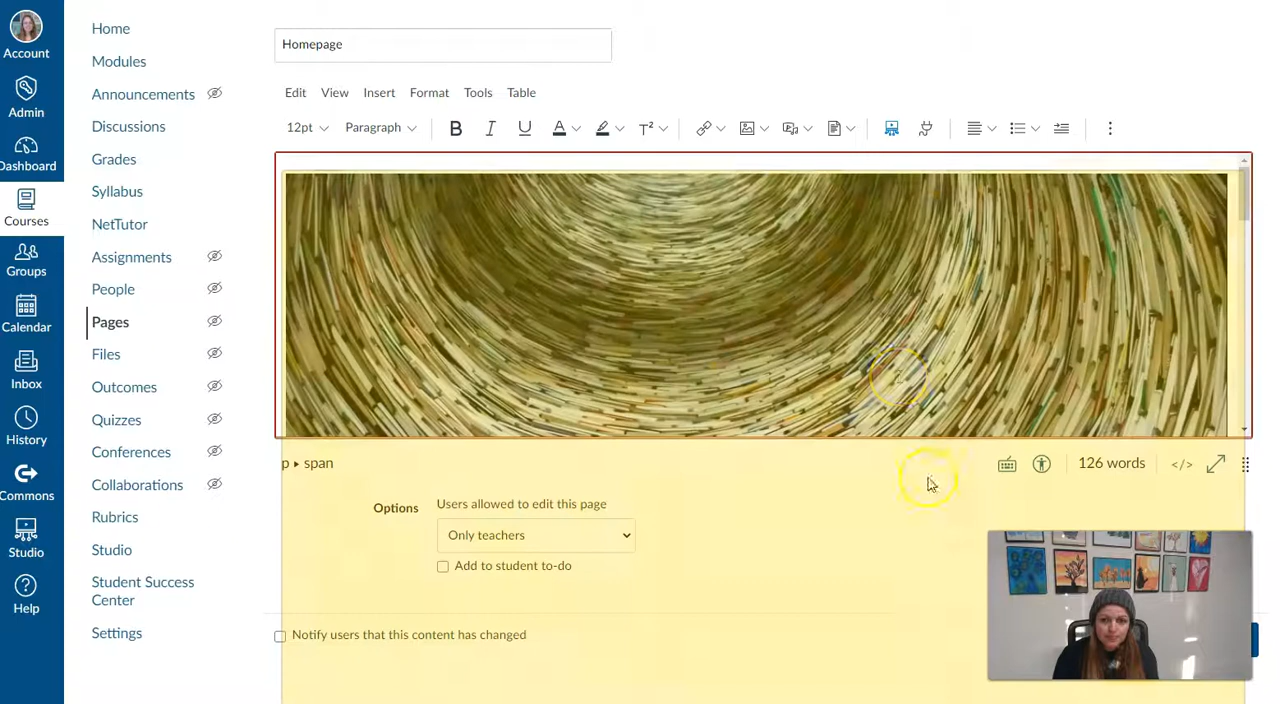 Account
Admin
Dashboard
Courses
Groups
Calendar
Inbox
History
Commons
Studio
Help
Home
Modules
Announcements
Discussions
Grades
Syllabus
NetTutor
Assignments
People
Pages
Files
Outcomes
Quizzes
Conferences
Collaborations
Rubrics
Studio
Student Success
Center
Settings
Homepage
Edit View Insert Format Tools Table
12pt Paragraph B I U A T²
p ▸ span
126 words </>
Options
Users allowed to edit this page
Only teachers
Add to student to-do
Notify users that this content has changed